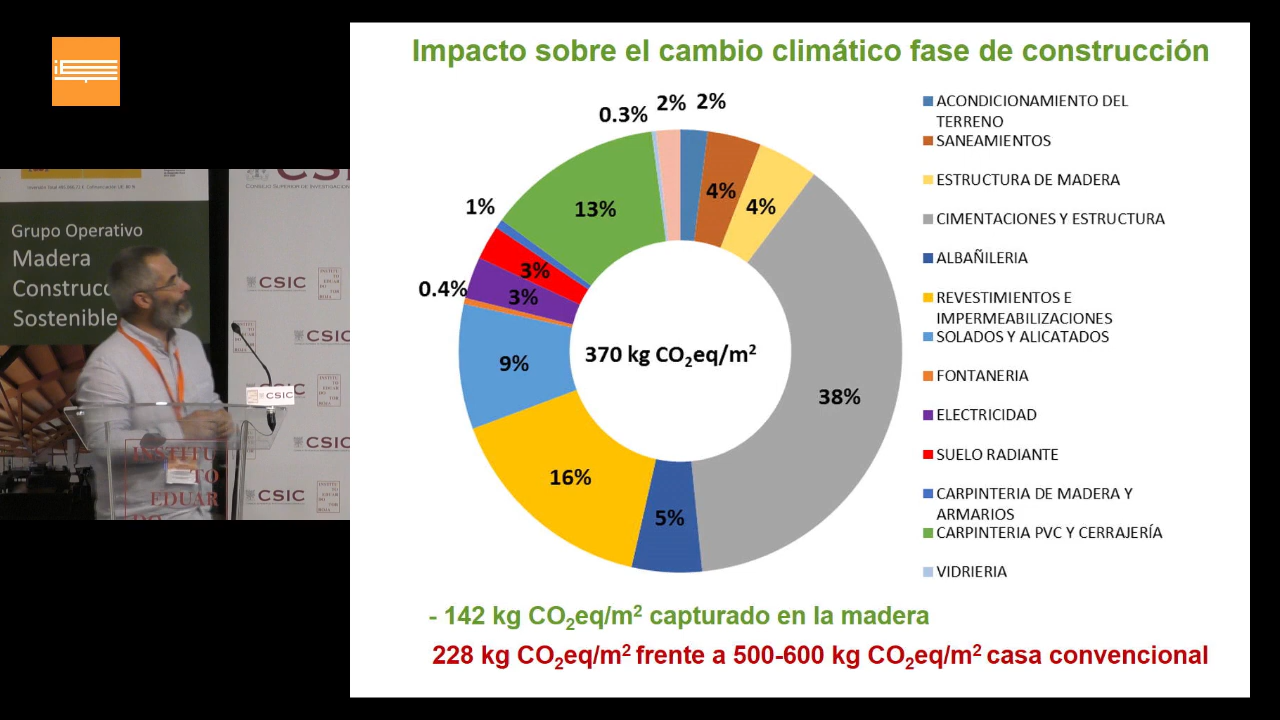 Impacto sobre el cambio climático fase de construcción
0.3%
2%
2%
4%
4%
38%
5%
16%
9%
0.4%
3%
3%
1%
13%
370 kg CO₂eq/m²
ACONDICIONAMIENTO DEL
TERRENO
SANEAMIENTOS
ESTRUCTURA DE MADERA
CIMENTACIONES Y ESTRUCTURA
ALBAÑILERIA
REVESTIMIENTOS E
IMPERMEABILIZACIONES
SOLADOS Y ALICATADOS
FONTANERIA
ELECTRICIDAD
SUELO RADIANTE
CARPINTERIA DE MADERA Y
ARMARIOS
CARPINTERIA PVC Y CERRAJERÍA
VIDRIERIA
- 142 kg CO₂eq/m² capturado en la madera
228 kg CO₂eq/m² frente a 500-600 kg CO₂eq/m² casa convencional
Grupo Operativo
Madera
Construcc
Sostenible
CSIC
CSIC
CSIC
CSIC
CSIC
INSTITU
TO
EDUAR